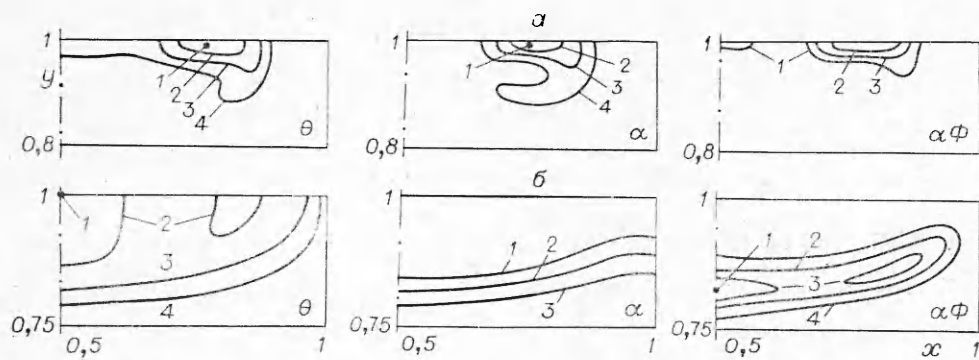 а
1 1 1
y
1 2 3 4 1 2 3 4 1 2 3
θ α αФ
0,8 0,8 0,8
б
1 1 1
1 2 3 4 1 2 3 1 2 3 4
θ α αФ
0,75 0,75 0,75
0,5 1 0,5 1 0,5 x 1